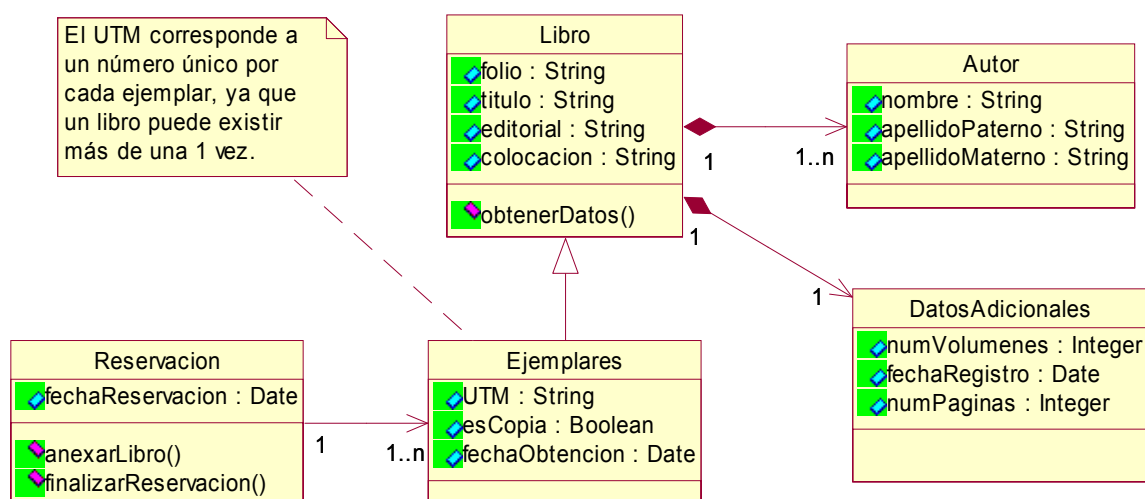 El UTM corresponde a
un número único por
cada ejemplar, ya que
un libro puede existir
más de una 1 vez.
Libro
folio : String
titulo : String
editorial : String
colocacion : String
obtenerDatos()
1
1..n
Autor
nombre : String
apellidoPaterno : String
apellidoMaterno : String
1
1
DatosAdicionales
numVolumenes : Integer
fechaRegistro : Date
numPaginas : Integer
Reservacion
fechaReservacion : Date
anexarLibro()
finalizarReservacion()
1
1..n
Ejemplares
UTM : String
esCopia : Boolean
fechaObtencion : Date